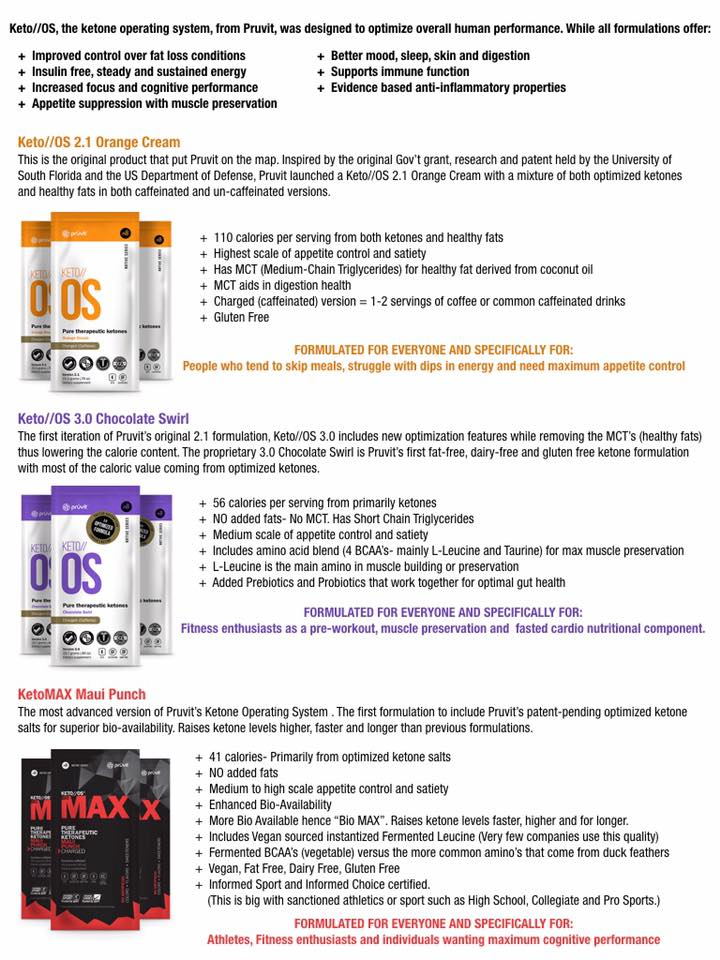 Keto//OS, the ketone operating system, from Pruvit, was designed to optimize overall human performance. While all formulations offer:
+ Improved control over fat loss conditions
+ Insulin free, steady and sustained energy
+ Increased focus and cognitive performance
+ Appetite suppression with muscle preservation
+ Better mood, sleep, skin and digestion
+ Supports immune function
+ Evidence based anti-inflammatory properties
Keto//OS 2.1 Orange Cream
This is the original product that put Pruvit on the map. Inspired by the original Gov't grant, research and patent held by the University of
South Florida and the US Department of Defense, Pruvit launched a Keto//OS 2.1 Orange Cream with a mixture of both optimized ketones
and healthy fats in both caffeinated and un-caffeinated versions.
prüvit
KETO//
OS
Pure therapeutic ketones
Orange Dream
Charged (Caffeine)
NATIVE SERIES
+ 110 calories per serving from both ketones and healthy fats
+ Highest scale of appetite control and satiety
+ Has MCT (Medium-Chain Triglycerides) for healthy fat derived from coconut oil
+ MCT aids in digestion health
+ Charged (caffeinated) version = 1-2 servings of coffee or common caffeinated drinks
+ Gluten Free
FORMULATED FOR EVERYONE AND SPECIFICALLY FOR:
People who tend to skip meals, struggle with dips in energy and need maximum appetite control
Keto//OS 3.0 Chocolate Swirl
The first iteration of Pruvit's original 2.1 formulation, Keto//OS 3.0 includes new optimization features while removing the MCT's (healthy fats)
thus lowering the calorie content. The proprietary 3.0 Chocolate Swirl is Pruvit's first fat-free, dairy-free and gluten free ketone formulation
with most of the caloric value coming from optimized ketones.
prüvit
OPTIMIZED
FORMULA
KETO//
OS
Pure therapeutic ketones
Chocolate Swirl
Charged (Caffeine)
NATIVE SERIES
+ 56 calories per serving from primarily ketones
+ NO added fats- No MCT. Has Short Chain Triglycerides
+ Medium scale of appetite control and satiety
+ Includes amino acid blend (4 BCAA's- mainly L-Leucine and Taurine) for max muscle preservation
+ L-Leucine is the main amino in muscle building or preservation
+ Added Prebiotics and Probiotics that work together for optimal gut health
FORMULATED FOR EVERYONE AND SPECIFICALLY FOR:
Fitness enthusiasts as a pre-workout, muscle preservation and fasted cardio nutritional component.
KetoMAX Maui Punch
The most advanced version of Pruvit's Ketone Operating System . The first formulation to include Pruvit's patent-pending optimized ketone
salts for superior bio-availability. Raises ketone levels higher, faster and longer than previous formulations.
prüvit
KETO//OS
MAX
PURE
THERAPEUTIC
KETONES
MAUI
PUNCH
CHARGED
+ 41 calories- Primarily from optimized ketone salts
+ NO added fats
+ Medium to high scale appetite control and satiety
+ Enhanced Bio-Availability
+ More Bio Available hence "Bio MAX". Raises ketone levels faster, higher and for longer.
+ Includes Vegan sourced instantized Fermented Leucine (Very few companies use this quality)
+ Fermented BCAA's (vegetable) versus the more common amino's that come from duck feathers
+ Vegan, Fat Free, Dairy Free, Gluten Free
+ Informed Sport and Informed Choice certified.
(This is big with sanctioned athletics or sport such as High School, Collegiate and Pro Sports.)
FORMULATED FOR EVERYONE AND SPECIFICALLY FOR:
Athletes, Fitness enthusiasts and individuals wanting maximum cognitive performance